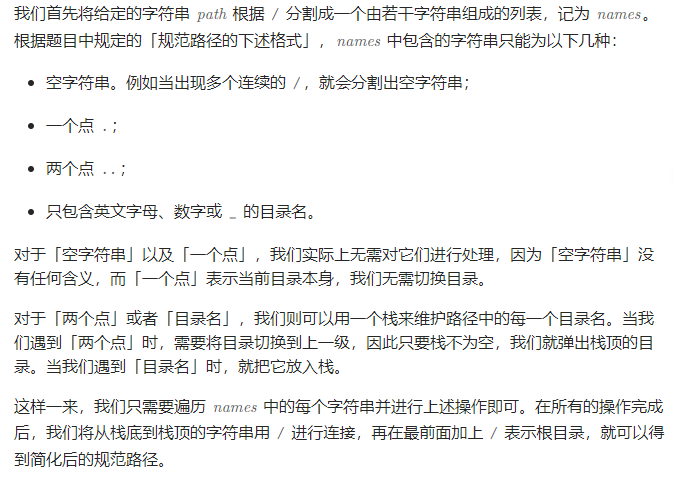 我们首先将给定的字符串 path 根据 / 分割成一个由若干字符串组成的列表，记为 names。
根据题目中规定的「规范路径的下述格式」，names 中包含的字符串只能为以下几种：
• 空字符串。例如当出现多个连续的 /，就会分割出空字符串；
• 一个点 .；
• 两个点 ..；
• 只包含英文字母、数字或 _ 的目录名。
对于「空字符串」以及「一个点」，我们实际上无需对它们进行处理，因为「空字符串」没
有任何含义，而「一个点」表示当前目录本身，我们无需切换目录。
对于「两个点」或者「目录名」，我们则可以用一个栈来维护路径中的每一个目录名。当我
们遇到「两个点」时，需要将目录切换到上一级，因此只要栈不为空，我们就弹出栈顶的目
录。当我们遇到「目录名」时，就把它放入栈。
这样一来，我们只需要遍历 names 中的每个字符串并进行上述操作即可。在所有的操作完成
后，我们将从栈底到栈顶的字符串用 / 进行连接，再在最前面加上 / 表示根目录，就可以得
到简化后的规范路径。